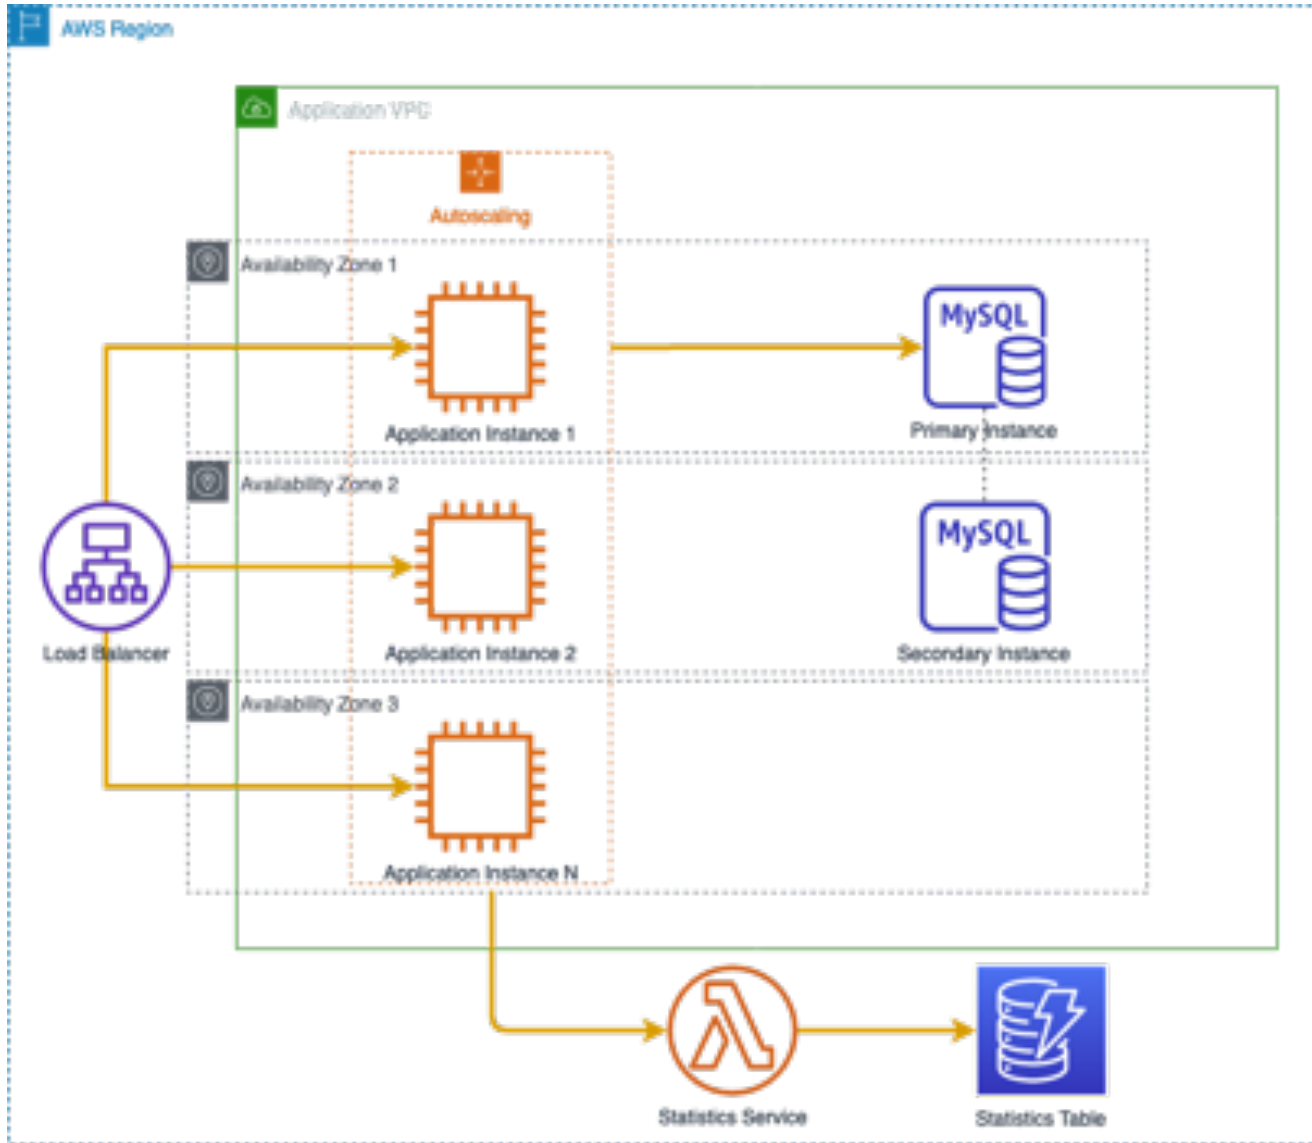 AWS Region
Application VPC
Autoscaling
Availability Zone 1
MySQL
Application Instance 1
Primary Instance
Availability Zone 2
MySQL
Load Balancer
Application Instance 2
Secondary Instance
Availability Zone 3
Application Instance N
Statistics Service
Statistics Table